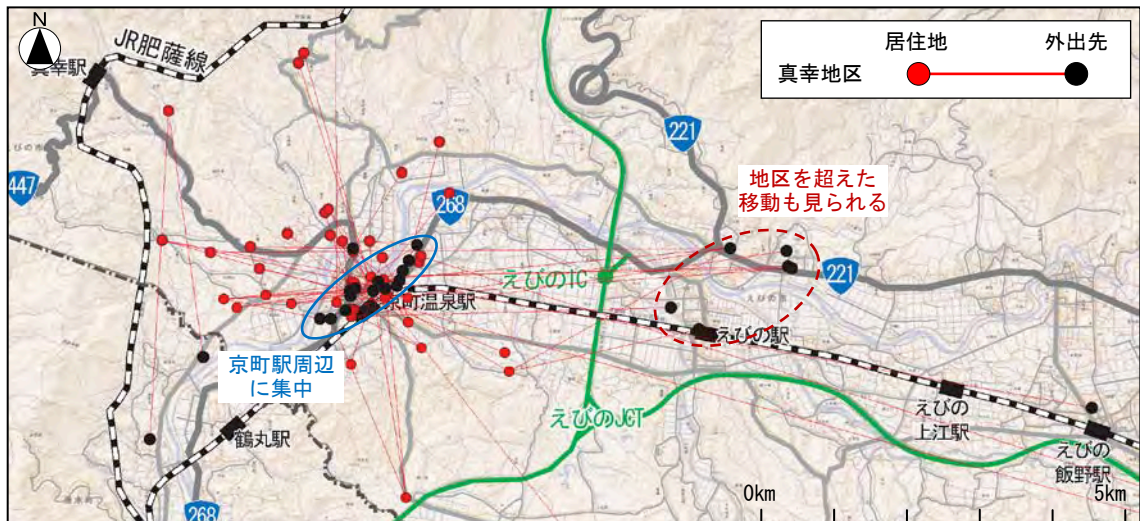 N
JR肥薩線
真幸駅
447
268
221
居住地
外出先
真幸地区
地区を超えた
移動も見られる
221
えびのIC
京町温泉駅
えびの駅
京町駅周辺
に集中
えびのJCT
鶴丸駅
えびの
上江駅
えびの
飯野駅
268
0km
5km